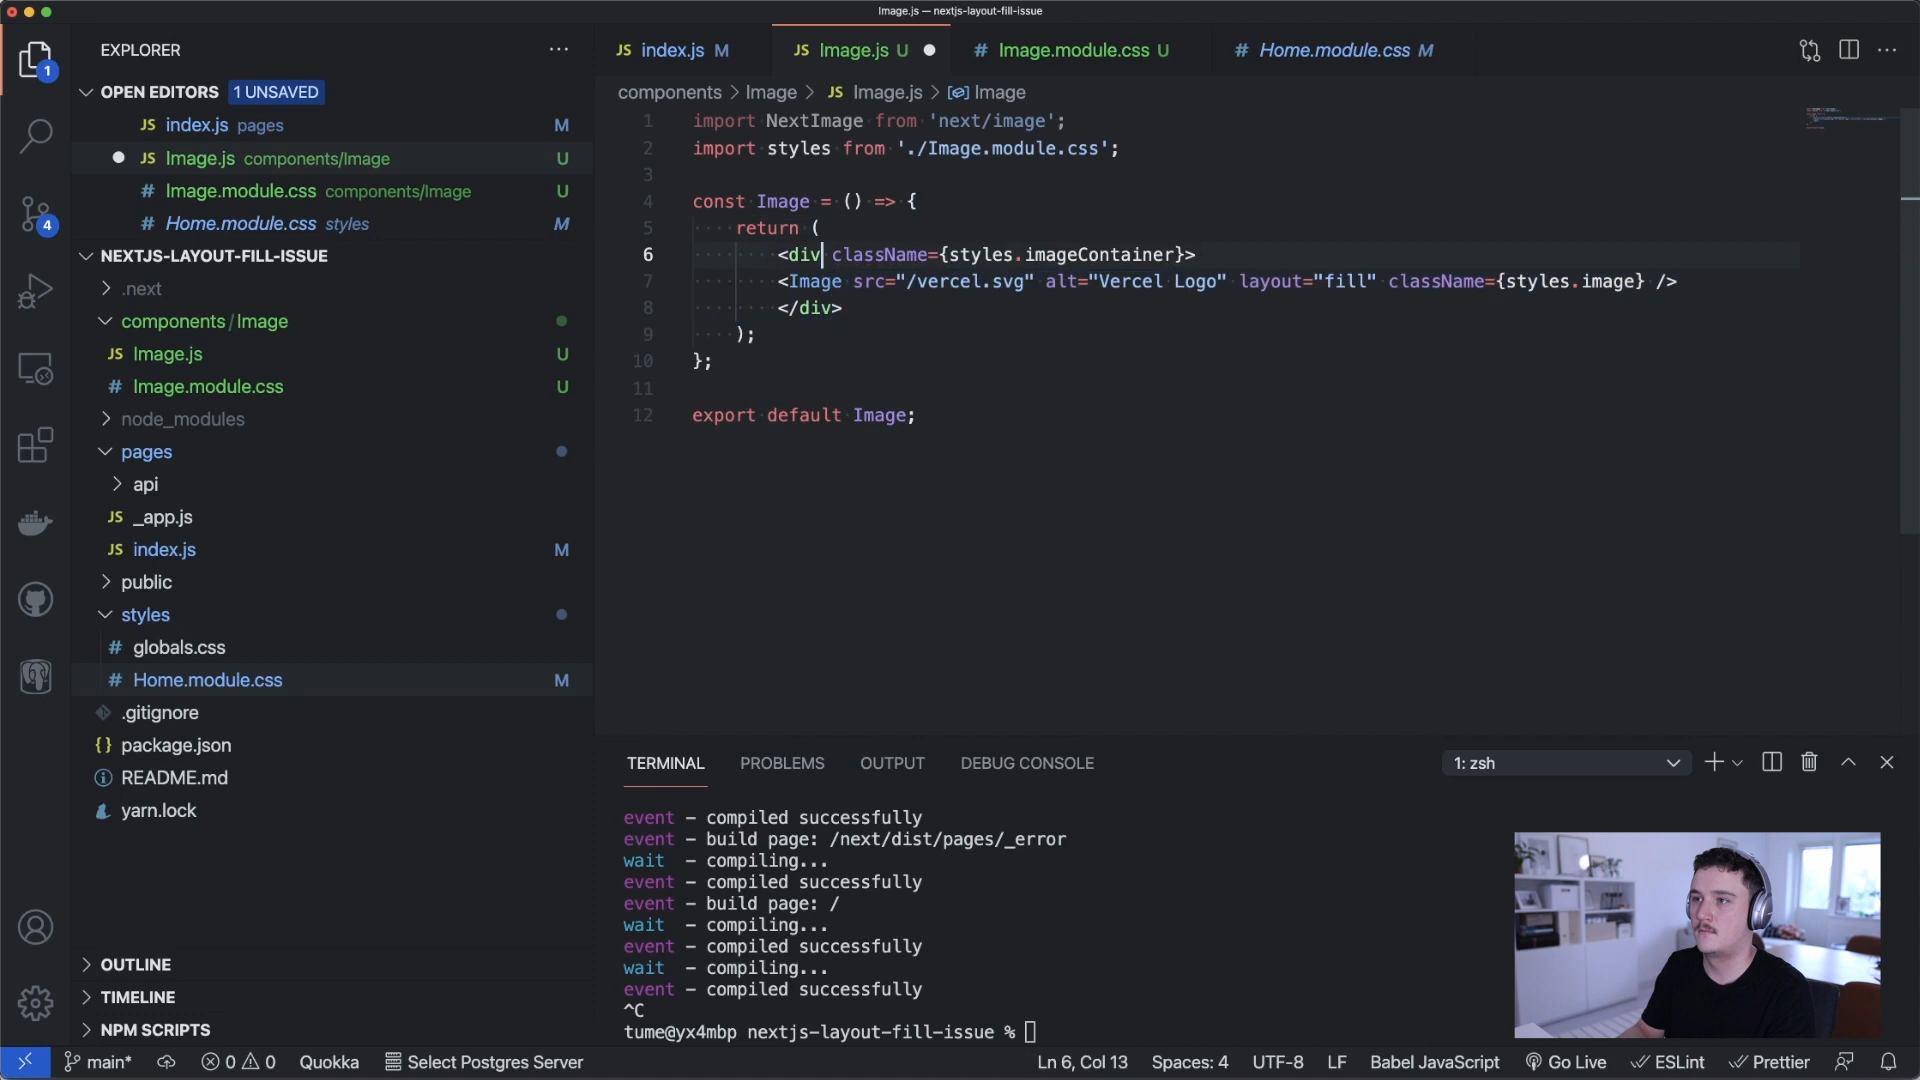 Image.js — nextjs-layout-fill-issue
1
EXPLORER
JS index.js M
JS Image.js U
# Image.module.css U
# Home.module.css M
OPEN EDITORS 1 UNSAVED
JS index.js pages M
JS Image.js components/Image U
# Image.module.css components/Image U
# Home.module.css styles M
4
NEXTJS-LAYOUT-FILL-ISSUE
.next
components/Image
JS Image.js U
# Image.module.css U
node_modules
pages
api
JS _app.js
JS index.js M
public
styles
# globals.css
# Home.module.css M
.gitignore
{} package.json
README.md
yarn.lock
OUTLINE
TIMELINE
NPM SCRIPTS
components > Image > JS Image.js > Image
1 import NextImage from 'next/image';
2 import styles from './Image.module.css';
3
4 const Image = () => {
5 return (
6 <div className={styles.imageContainer}>
7 <Image src="/vercel.svg" alt="Vercel Logo" layout="fill" className={styles.image} />
8 </div>
9 );
10 };
11
12 export default Image;
TERMINAL PROBLEMS OUTPUT DEBUG CONSOLE
1: zsh
event - compiled successfully
event - build page: /next/dist/pages/_error
wait - compiling...
event - compiled successfully
event - build page: /
wait - compiling...
event - compiled successfully
wait - compiling...
event - compiled successfully
^C
tume@yx4mbp nextjs-layout-fill-issue %
main* 0 0 Quokka Select Postgres Server
Ln 6, Col 13 Spaces: 4 UTF-8 LF Babel JavaScript Go Live ESLint Prettier